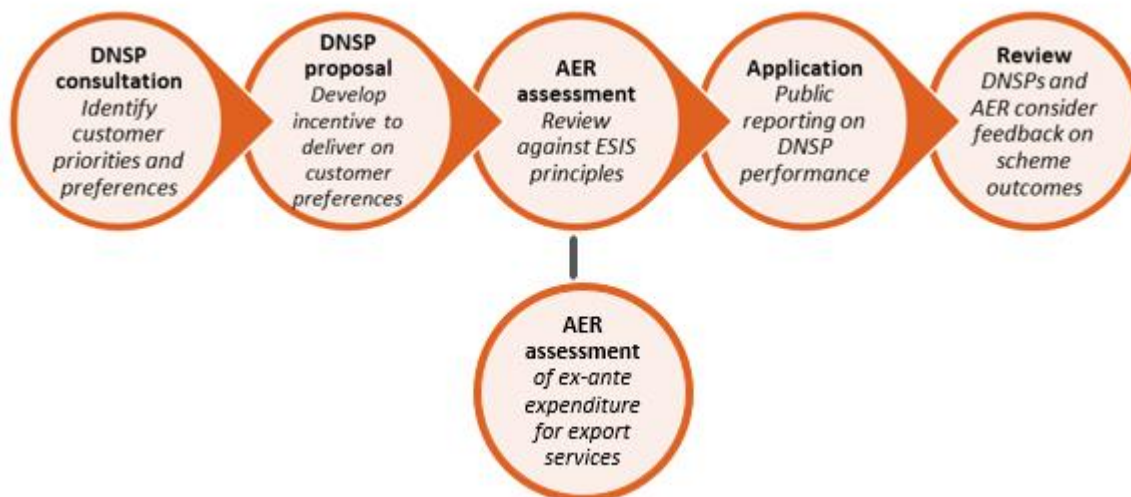 DNSP
consultation
Identify
customer
priorities and
preferences
DNSP
proposal
Develop
incentive to
deliver on
customer
preferences
AER
assessment
Review
against ESIS
principles
Application
Public
reporting on
DNSP
performance
Review
DNSPs and
AER consider
feedback on
scheme
outcomes
AER
assessment
of ex-ante
expenditure
for export
services